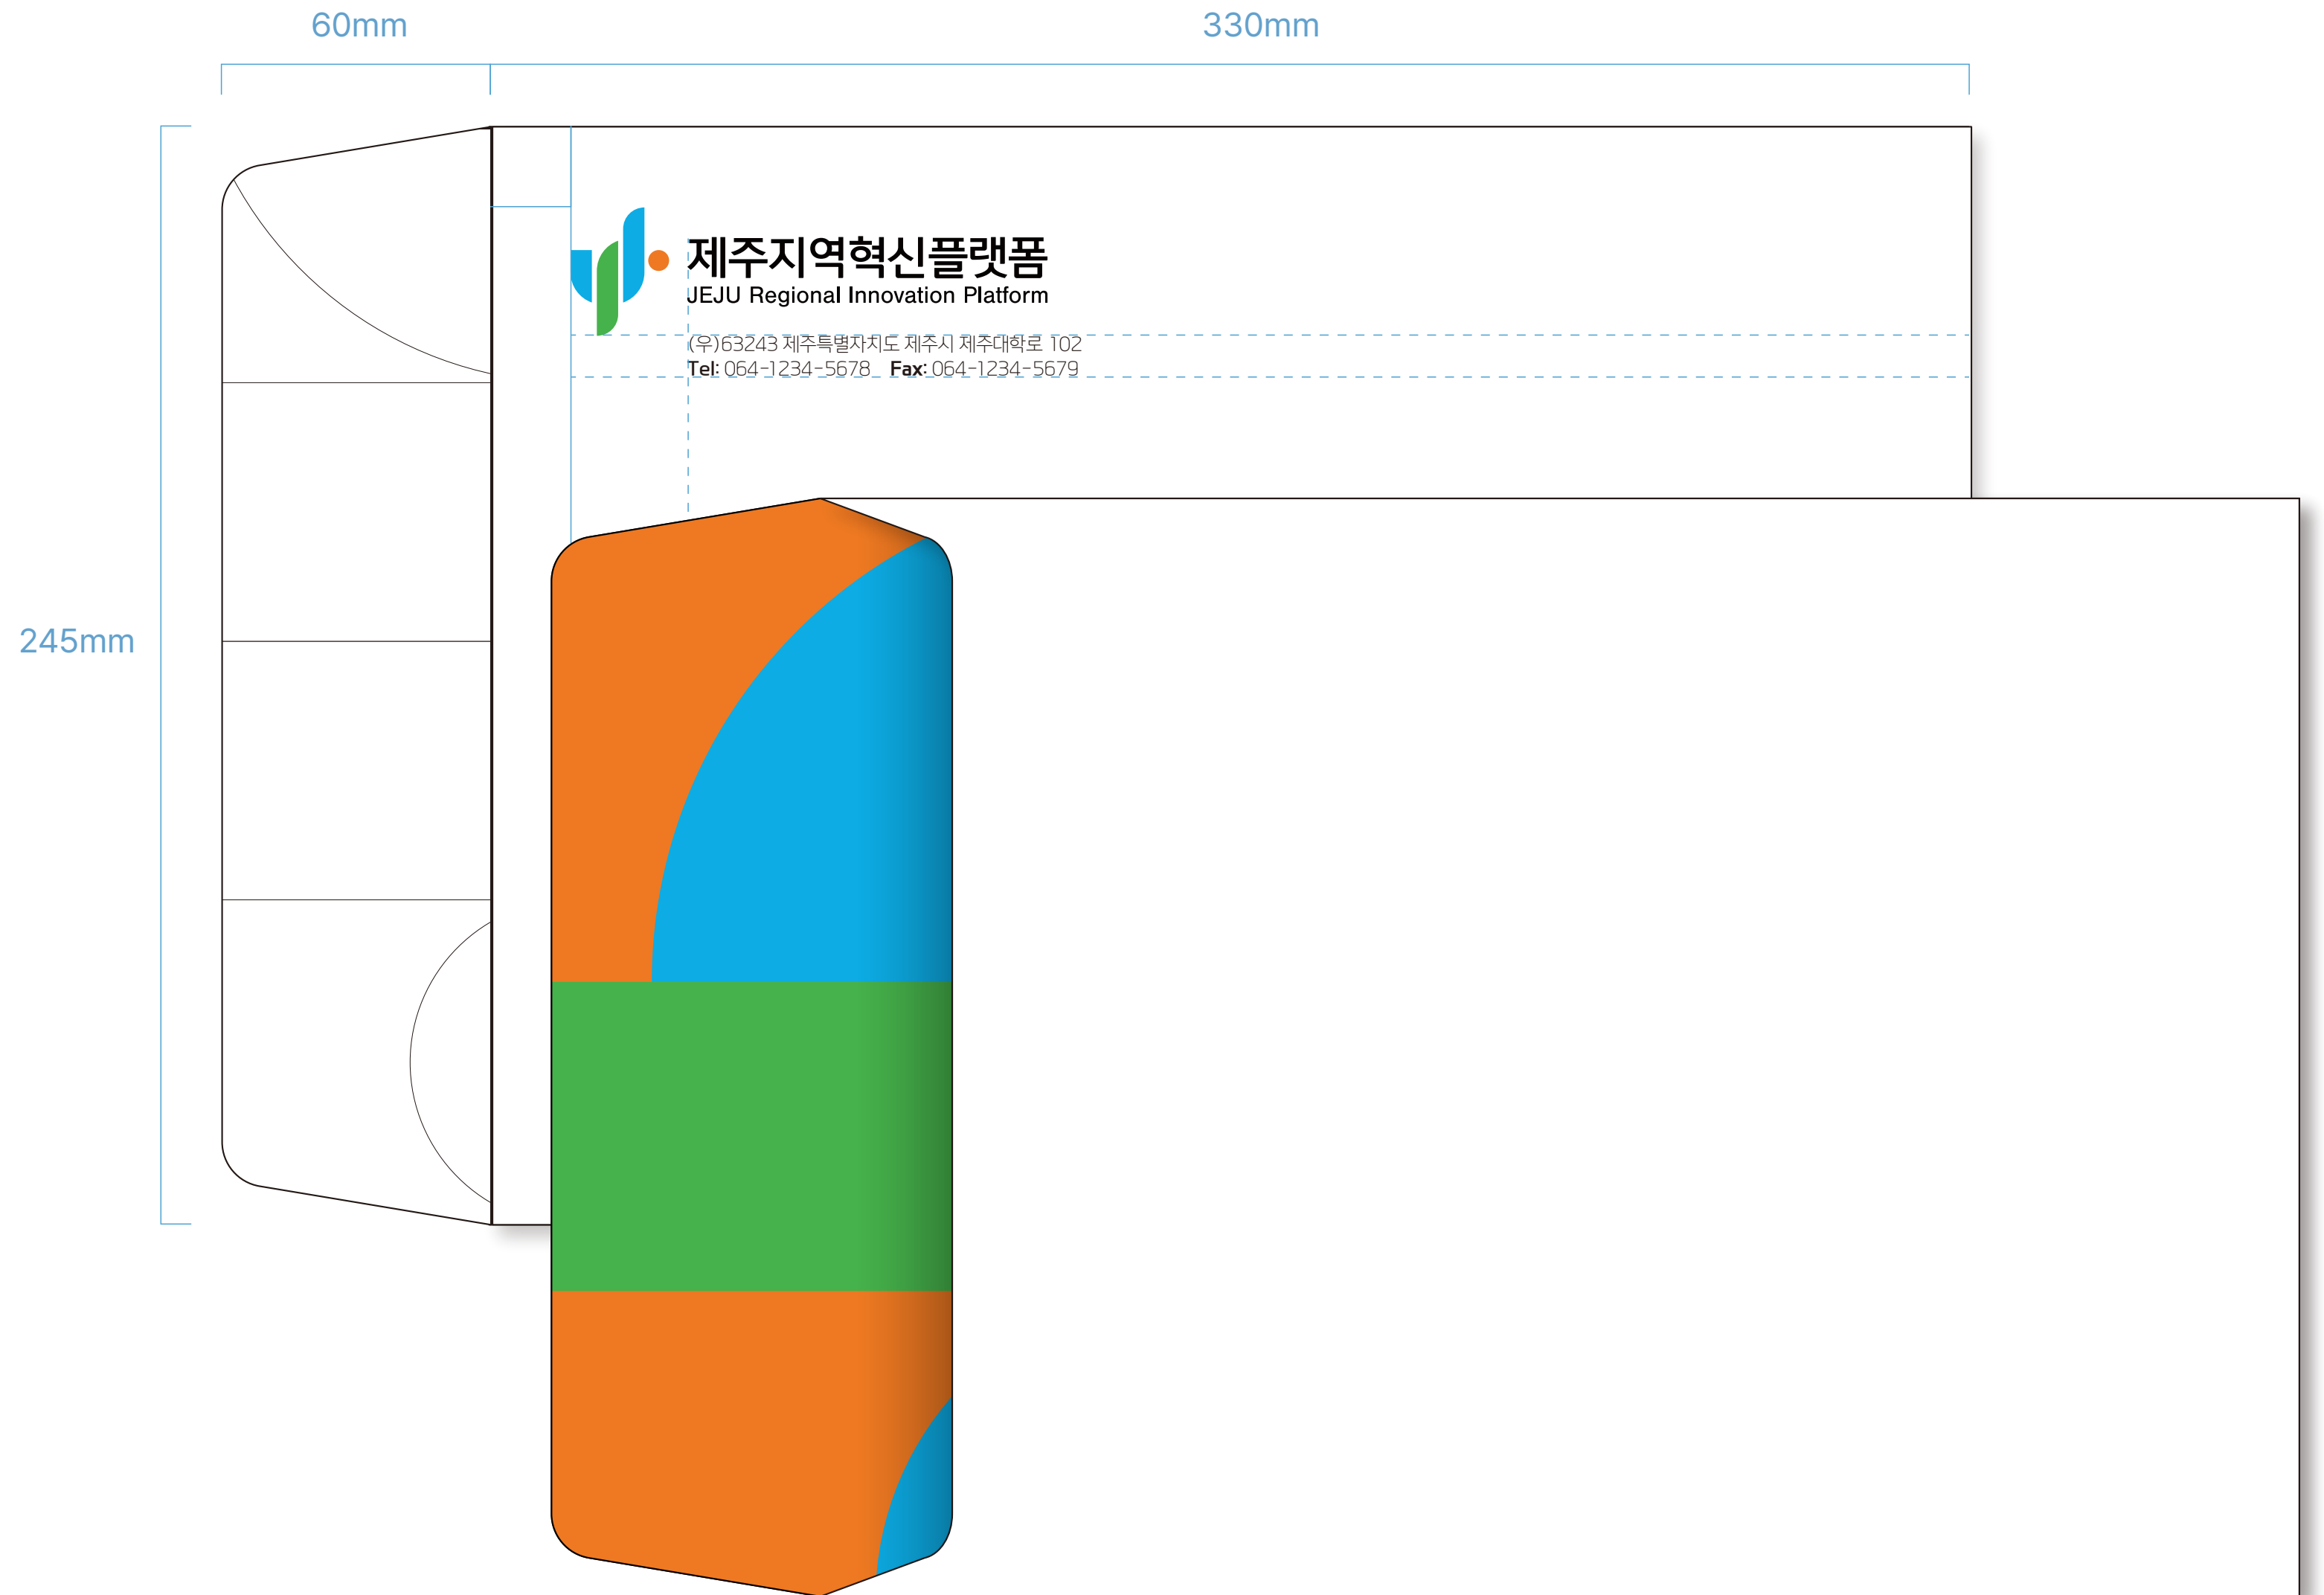 60mm
330mm
제주지역혁신플랫폼
JEJU Regional Innovation Platform
(우)63243 제주특별자치도 제주시 제주대학로 102
Tel: 064-1234-5678 Fax: 064-1234-5679
245mm